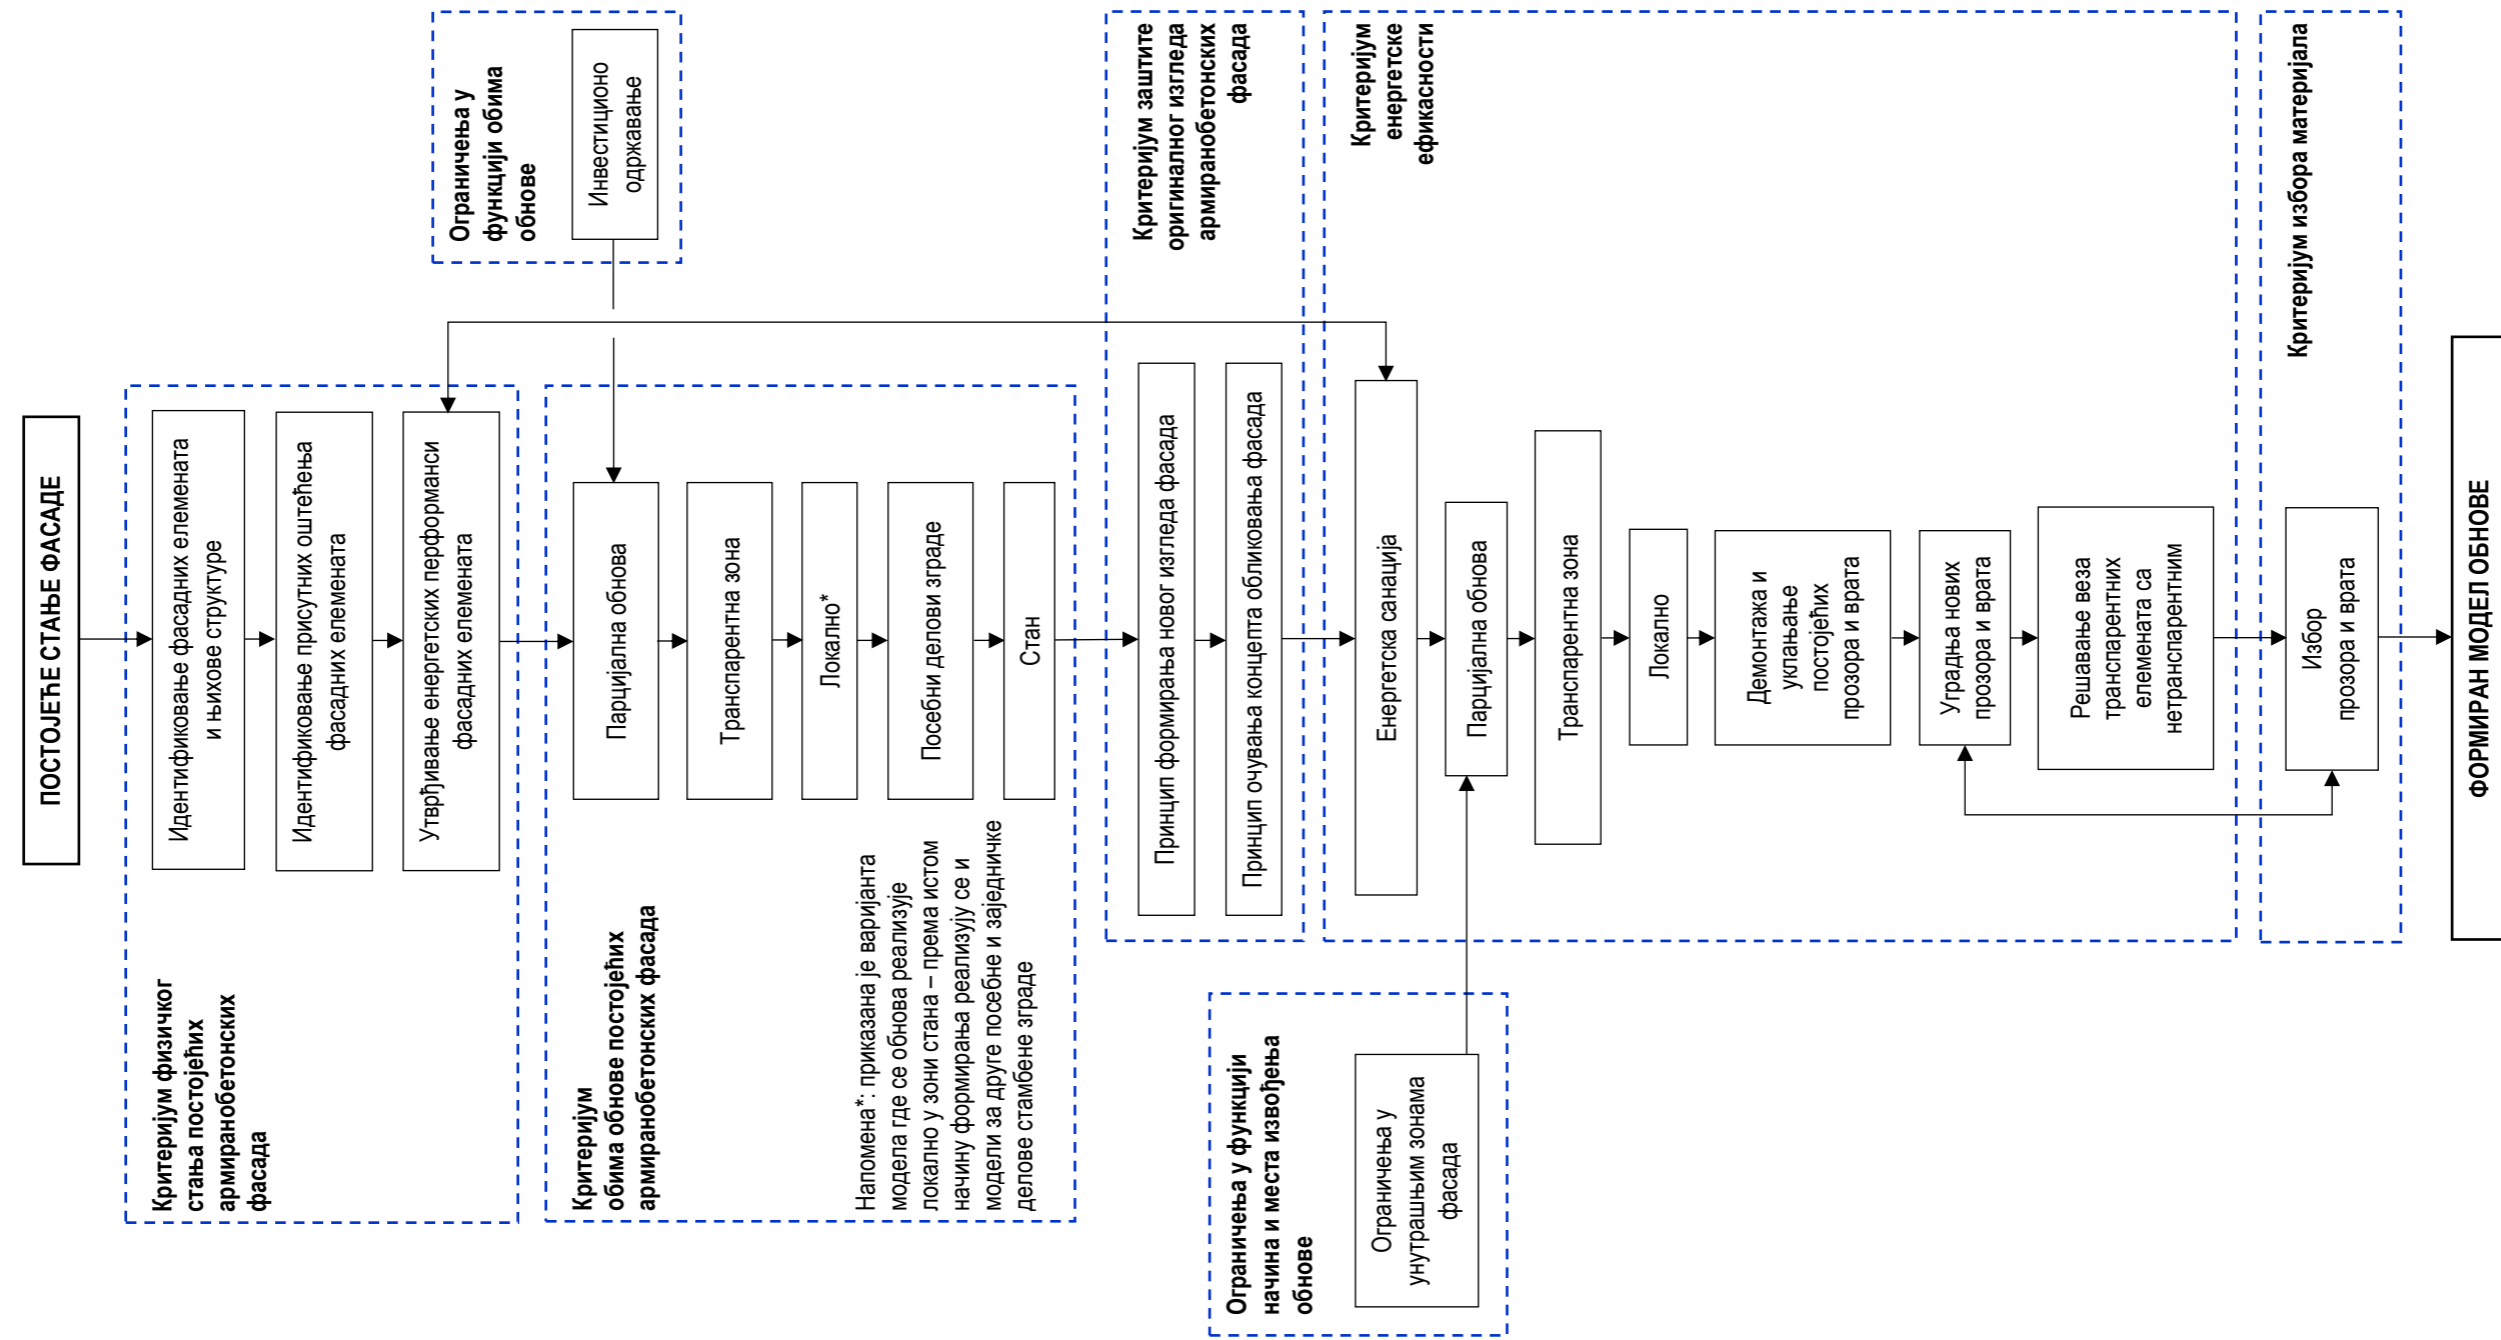 ПОСТОЈЕЋЕ СТАЊЕ ФАСАДЕ
Критеријум физичког
стања постојећих
армиранобетонских
фасада
Идентификовање фасадних елемената
и њихове структуре
Идентификовање присутних оштећења
фасадних елемената
Утврђивање енергетских перформанси
фасадних елемената
Ограничења у
функцији обима
обнове
Инвестиционо
одржавање
Критеријум
обима обнове постојећих
армиранобетонских фасада
Парцијална обнова
Транспарентна зона
Локално*
Посебни делови зграде
Стан
Напомена*: приказана је варијанта
модела где се обнова реализује
локално у зони стана – према истом
начину формирања реализују се и
модели за друге посебне и заједничке
делове стамбене зграде
Критеријум заштите
оригиналног изгледа
армиранобетонских
фасада
Принцип формирања новог изгледа фасада
Принцип очувања концепта обликовања фасада
Ограничења у функцији
начина и места извођења
обнове
Ограничења у
унутрашњим зонама
фасада
Критеријум
енергетске
ефикасности
Енергетска санација
Парцијална обнова
Транспарентна зона
Локално
Демонтажа и
уклањање
постојећих
прозора и врата
Уградња нових
прозора и врата
Решавање веза
транспарентних
елемената са
нетранспарентним
Критеријум избора материјала
Избор
прозора и врата
ФОРМИРАН МОДЕЛ ОБНОВЕ